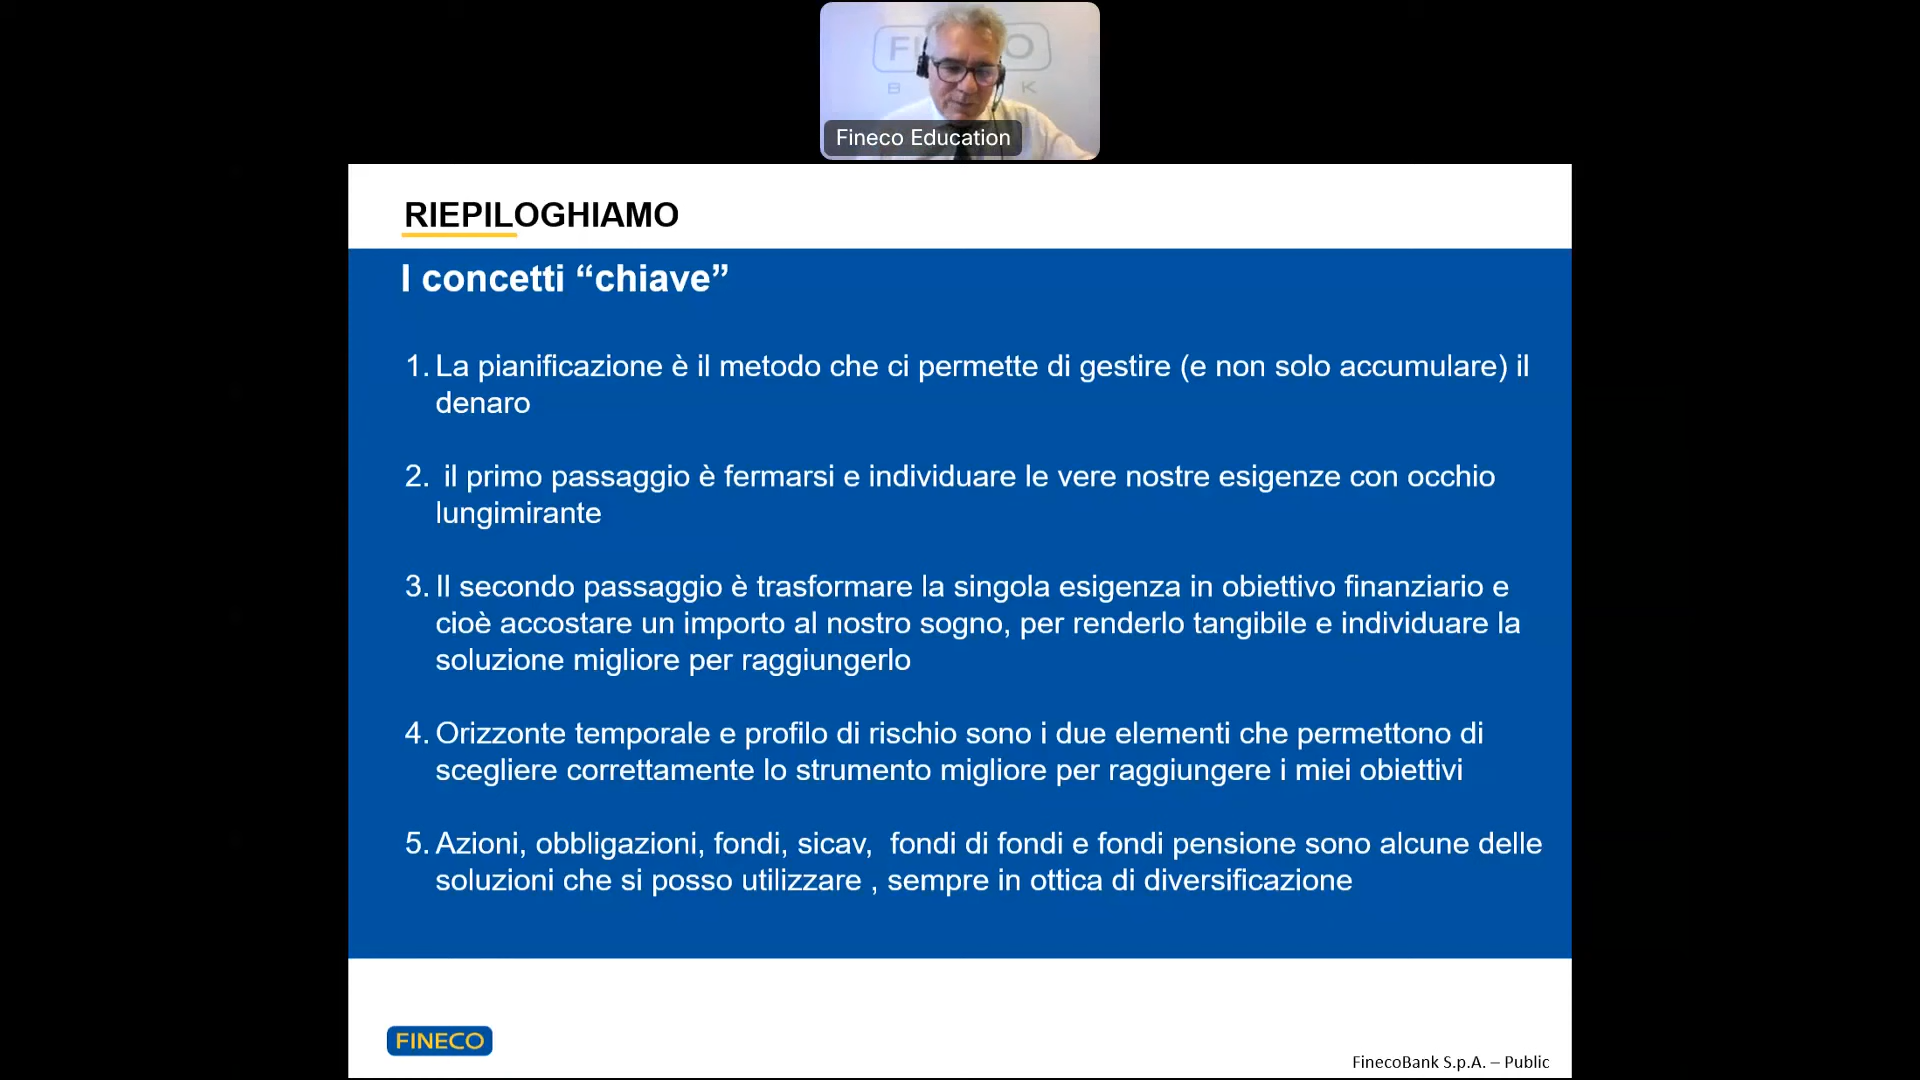 Fineco Education
RIEPILOGHIAMO
I concetti “chiave”
1. La pianificazione è il metodo che ci permette di gestire (e non solo accumulare) il
denaro
2. il primo passaggio è fermarsi e individuare le vere nostre esigenze con occhio
lungimirante
3. Il secondo passaggio è trasformare la singola esigenza in obiettivo finanziario e
cioè accostare un importo al nostro sogno, per renderlo tangibile e individuare la
soluzione migliore per raggiungerlo
4. Orizzonte temporale e profilo di rischio sono i due elementi che permettono di
scegliere correttamente lo strumento migliore per raggiungere i miei obiettivi
5. Azioni, obbligazioni, fondi, sicav, fondi di fondi e fondi pensione sono alcune delle
soluzioni che si posso utilizzare , sempre in ottica di diversificazione
FINECO
FinecoBank S.p.A. – Public